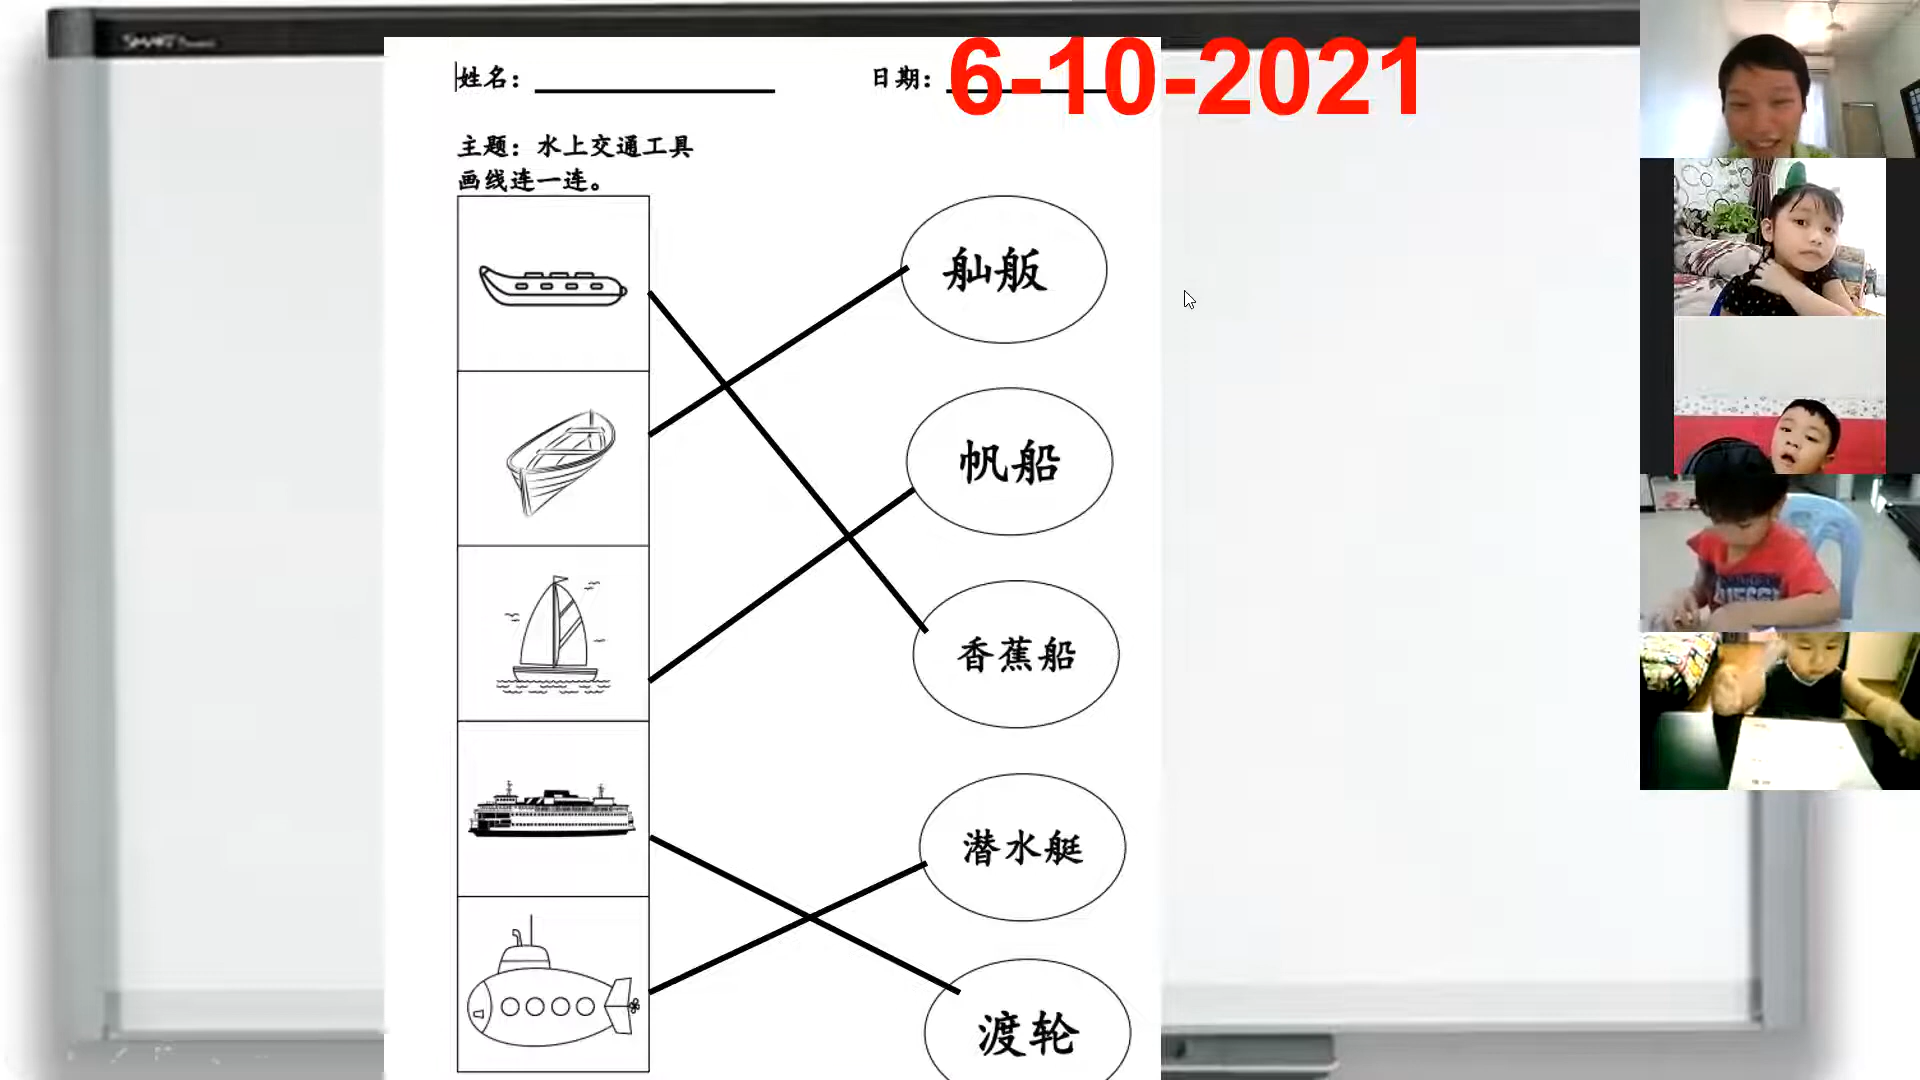 SMART
姓名：
日期：6-10-2021
主题：水上交通工具
画线连一连。
舢舨
帆船
香蕉船
潜水艇
渡轮